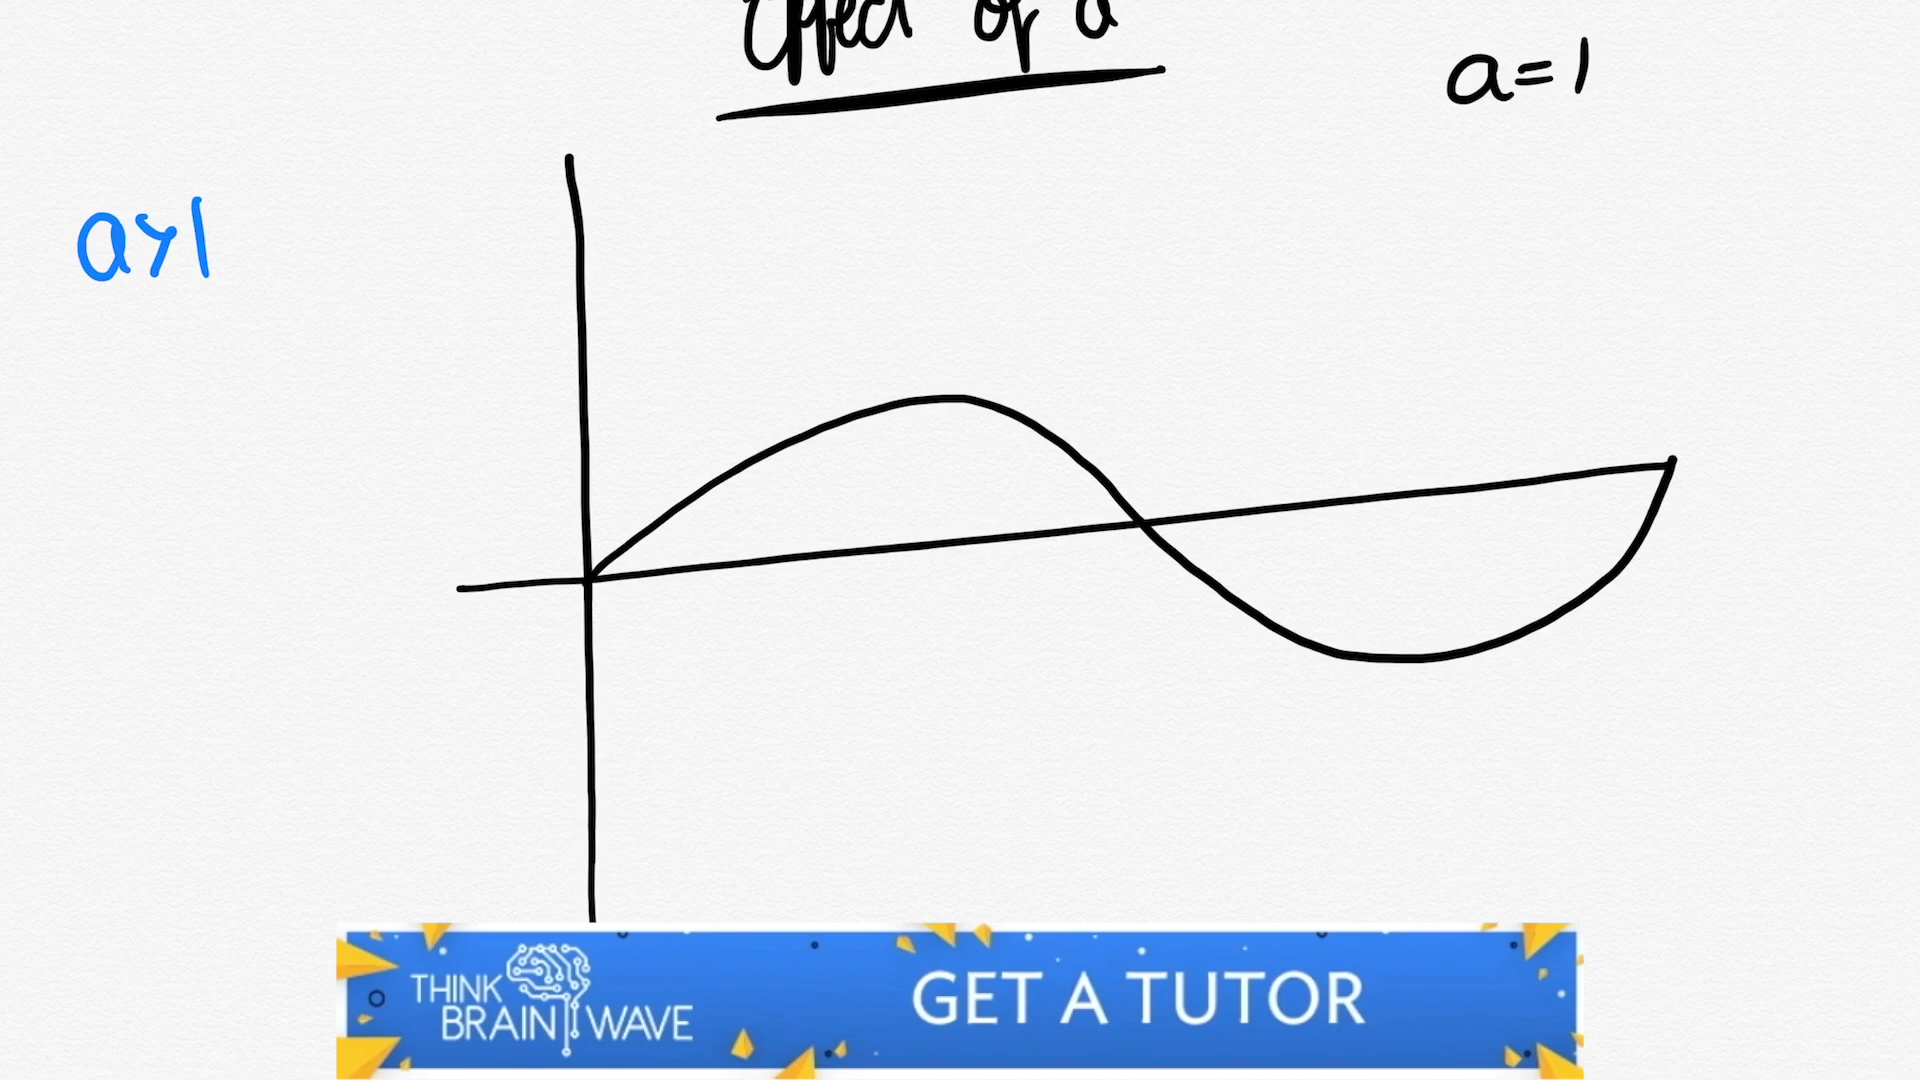 Effect of a
a=1
a>1
THINK
BRAIN WAVE
GET A TUTOR